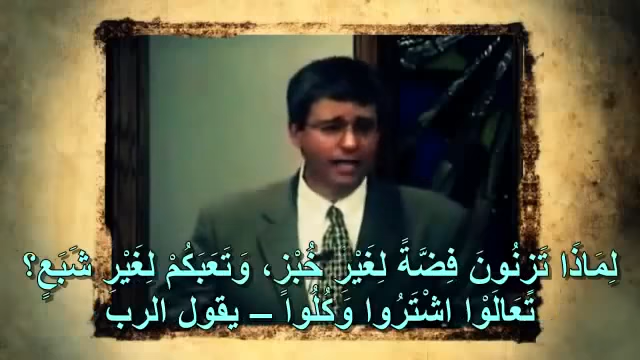 لِمَاذَا تَزِنُونَ فِضَّةً لِغَيْرِ خُبْزٍ، وَتَعَبَكُمْ لِغَيْرِ شَبَعٍ؟
تَعَالَوْا اشْتَرُوا وَكُلُواْ – يقول الرب